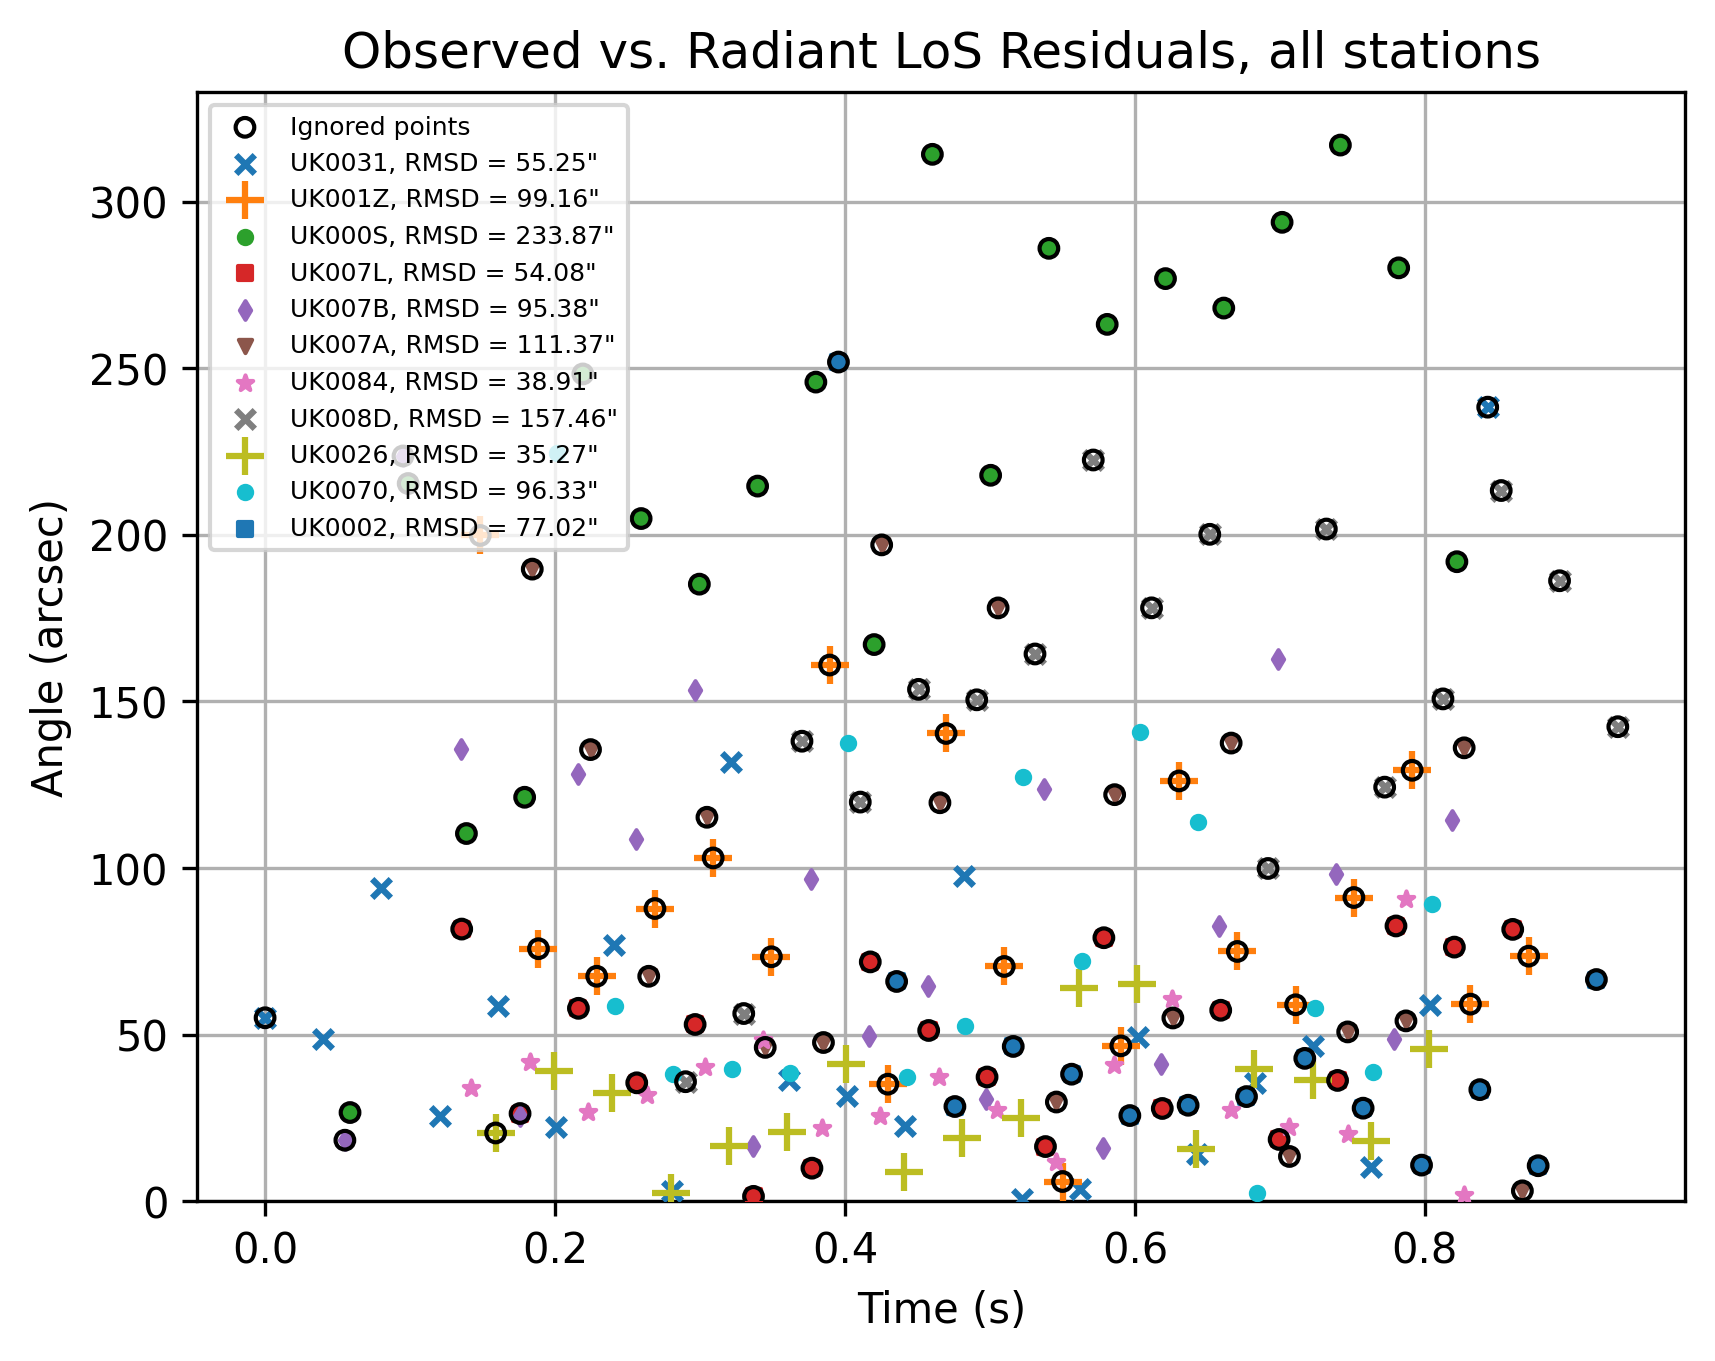 Observed vs. Radiant LoS Residuals, all stations
Ignored points
UK0031, RMSD = 55.25"
UK001Z, RMSD = 99.16"
UK000S, RMSD = 233.87"
UK007L, RMSD = 54.08"
UK007B, RMSD = 95.38"
UK007A, RMSD = 111.37"
UK0084, RMSD = 38.91"
UK008D, RMSD = 157.46"
UK0026, RMSD = 35.27"
UK0070, RMSD = 96.33"
UK0002, RMSD = 77.02"
Angle (arcsec)
300
250
200
150
100
50
0
0.0
0.2
0.4
0.6
0.8
Time (s)